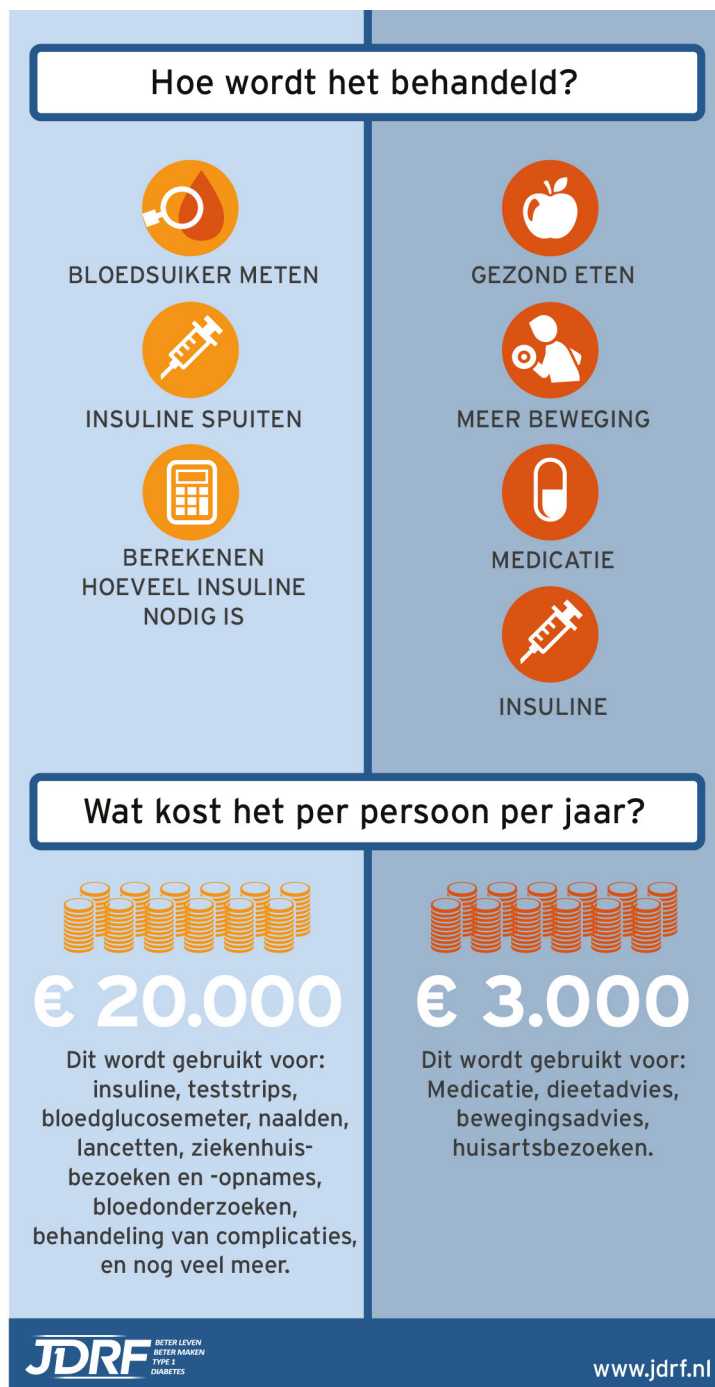 Hoe wordt het behandeld?
BLOEDSUIKER METEN
INSULINE SPUITEN
BEREKENEN
HOEVEEL INSULINE
NODIG IS
GEZOND ETEN
MEER BEWEGING
MEDICATIE
INSULINE
Wat kost het per persoon per jaar?
€ 20.000
Dit wordt gebruikt voor:
insuline, teststrips,
bloedglucosemeter, naalden,
lancetten, ziekenhuis-
bezoeken en -opnames,
bloedonderzoeken,
behandeling van complicaties,
en nog veel meer.
€ 3.000
Dit wordt gebruikt voor:
Medicatie, dieetadvies,
bewegingsadvies,
huisartsbezoeken.
JDRF
BETER LEVEN
BETER MAKEN
TYPE 1
DIABETES
www.jdrf.nl